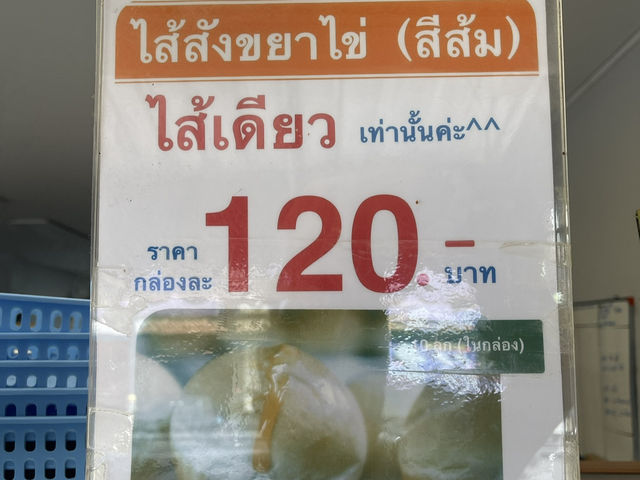 ไส้สังขยาไข่ (สีส้ม)
ไส้เดียว เท่านั้นค่ะ^^
ราคา
กล่องละ 120.- บาท
ลูก (ในกล่อง)